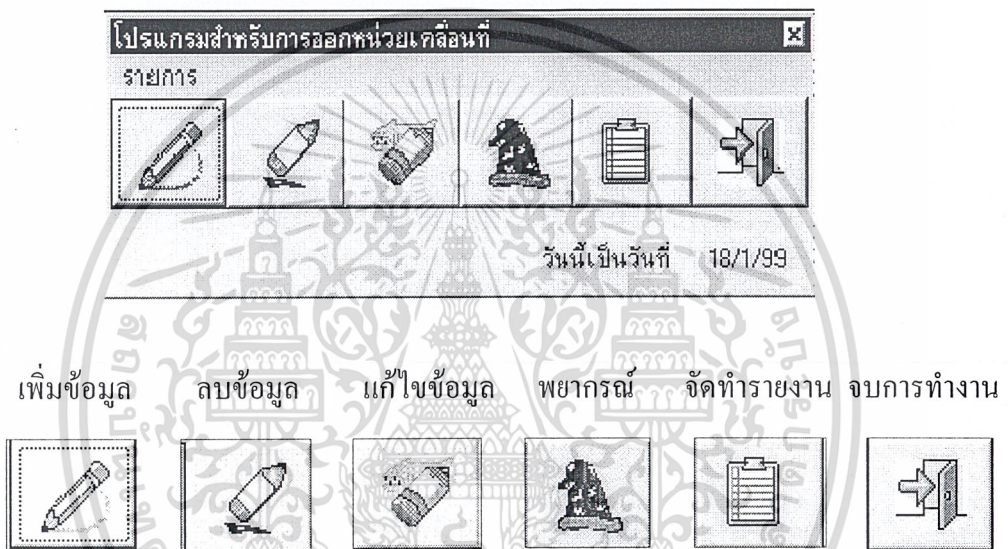 โปรแกรมสำหรับการออกหน่วยเคลื่อนที่
รายการ
วันนี้เป็นวันที่ 18/1/99
เพิ่มข้อมูล ลบข้อมูล แก้ไขข้อมูล พยากรณ์ จัดทำรายงาน จบการทำงาน